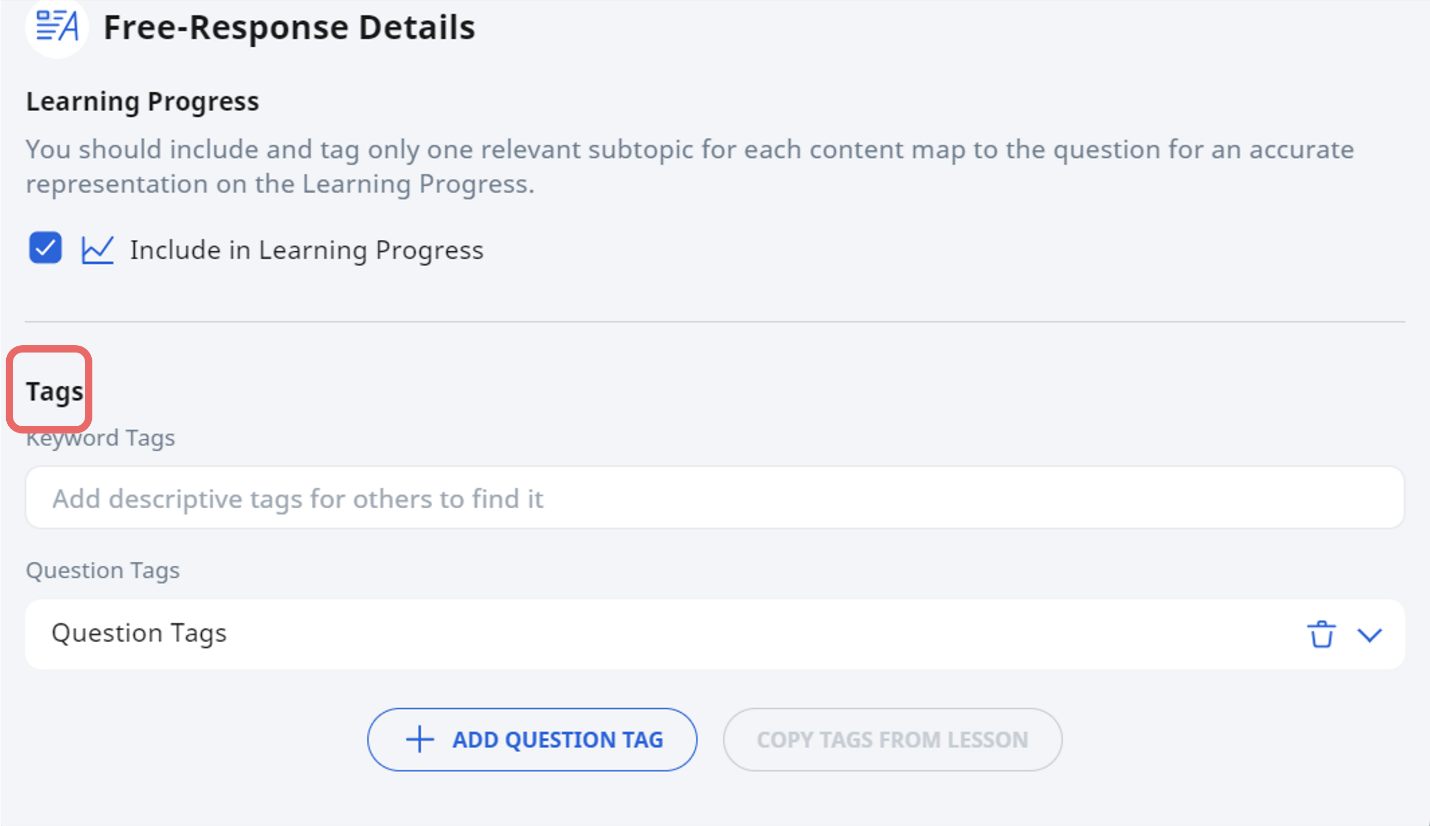 Free-Response Details
Learning Progress
You should include and tag only one relevant subtopic for each content map to the question for an accurate
representation on the Learning Progress.
Include in Learning Progress
Tags
Keyword Tags
Add descriptive tags for others to find it
Question Tags
Question Tags
ADD QUESTION TAG
COPY TAGS FROM LESSON